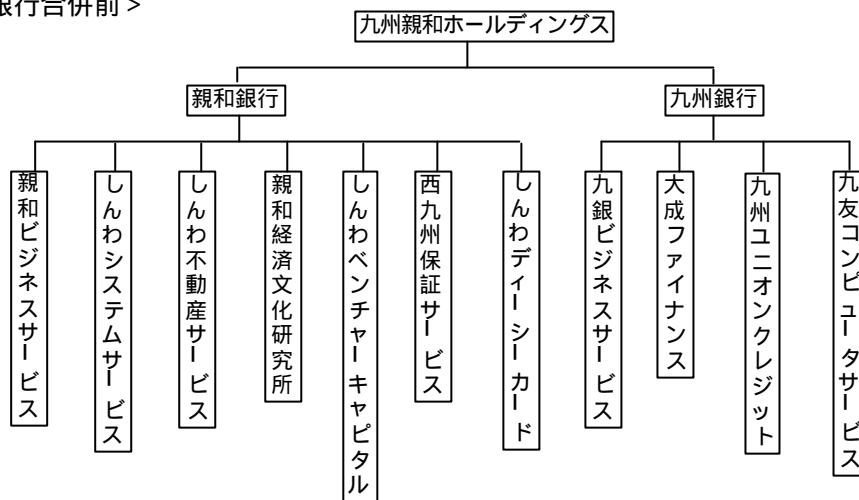 銀行合併前＞
九州親和ホールディングス
親和銀行
九州銀行
親和ビジネスサービス
しんわシステムサービス
しんわ不動産サービス
親和経済文化研究所
しんわベンチャーキャピタル
西九州保証サービス
しんわディーシーカード
九銀ビジネスサービス
大成ファイナンス
九州ユニオンクレジット
九友コンピュータサービス